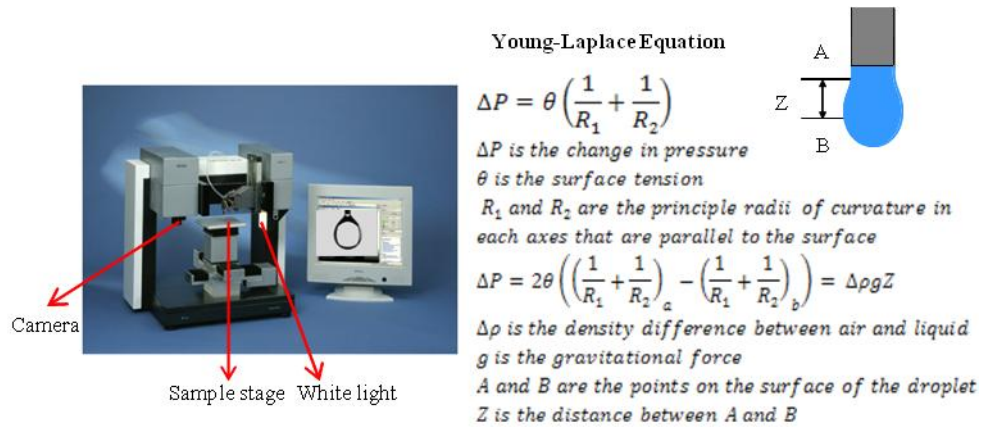 Young-Laplace Equation
ΔP = θ(1/R₁ + 1/R₂)
ΔP is the change in pressure
θ is the surface tension
R₁ and R₂ are the principle radii of curvature in
each axes that are parallel to the surface
ΔP = 2θ((1/R₁ + 1/R₂)ₐ − (1/R₁ + 1/R₂)_b) = ΔρgZ
Δρ is the density difference between air and liquid
g is the gravitational force
A and B are the points on the surface of the droplet
Z is the distance between A and B
A
Z
B
Camera
Sample stage
White light